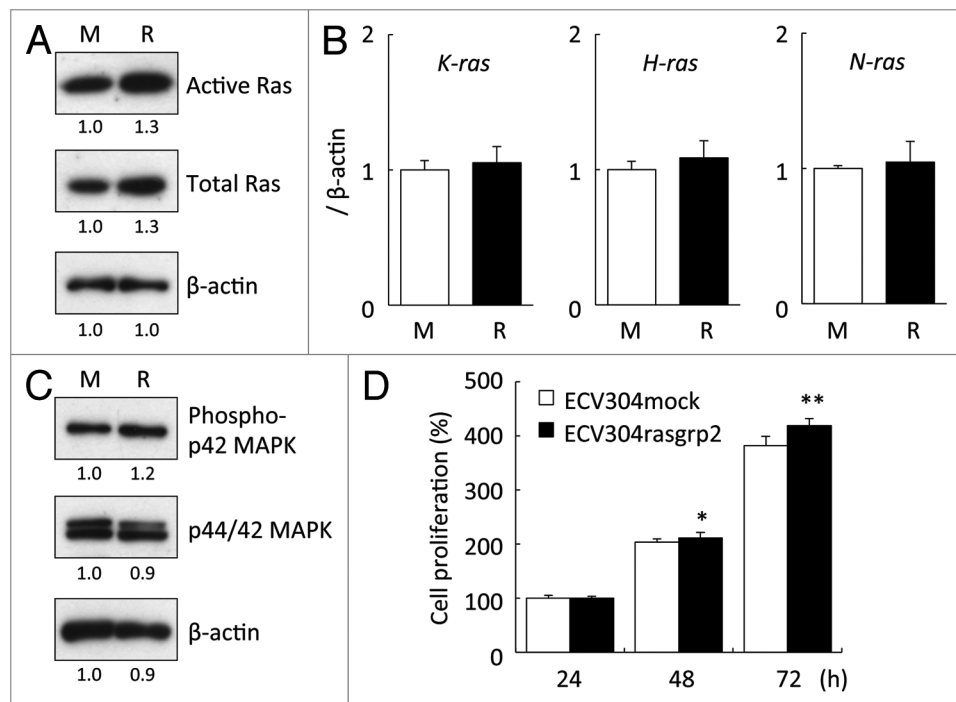 A
M R
Active Ras
1.0 1.3
Total Ras
1.0 1.3
β-actin
1.0 1.0
B
/ β-actin
2
1
0
K-ras
M R
2
1
0
H-ras
M R
2
1
0
N-ras
M R
C
M R
Phospho-
p42 MAPK
1.0 1.2
p44/42 MAPK
1.0 0.9
β-actin
1.0 0.9
D
Cell proliferation (%)
500
400
300
200
100
0
ECV304mock
ECV304rasgrp2
*
**
24 48 72 (h)